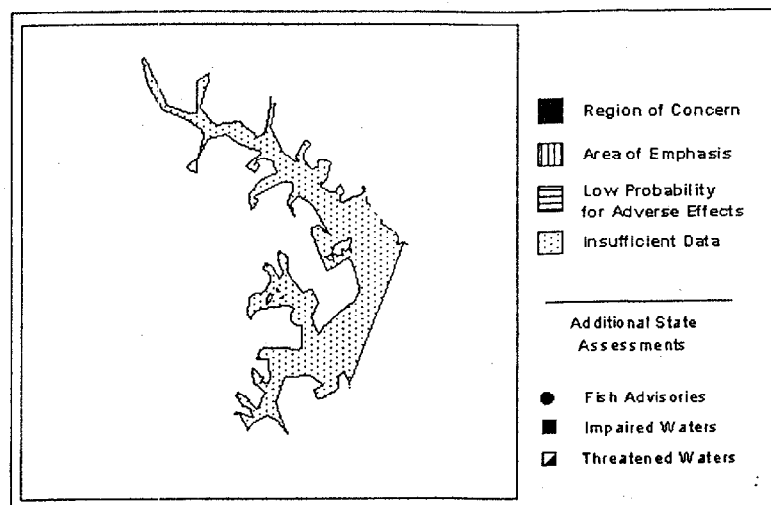 Region of Concern
Area of Emphasis
Low Probability
for Adverse Effects
Insufficient Data
Additional State
Assessments
Fish Advisories
Impaired Waters
Threatened Waters